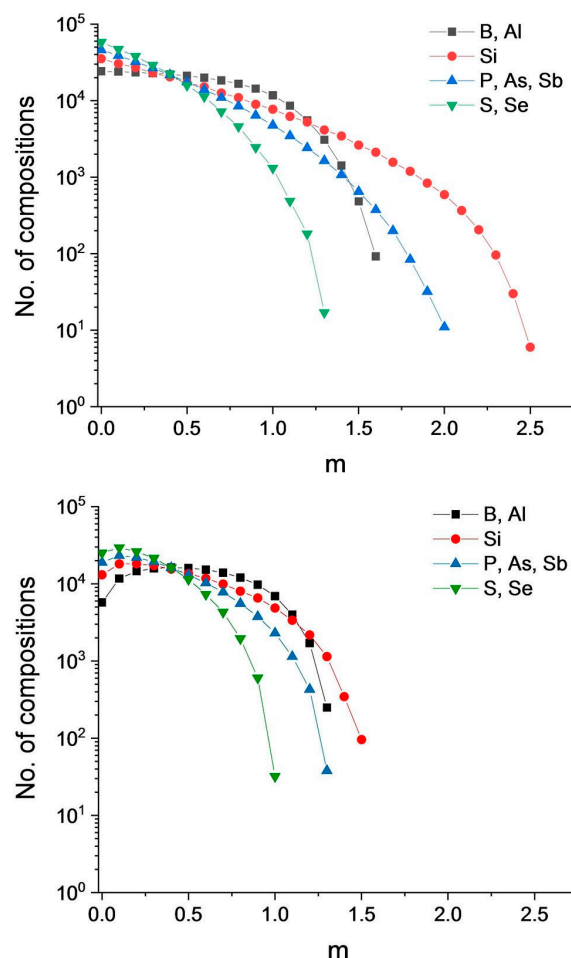 10⁵
10⁴
10³
10²
10¹
10⁰
No. of compositions
B, Al
Si
P, As, Sb
S, Se
0.0 0.5 1.0 1.5 2.0 2.5
m
10⁵
10⁴
10³
10²
10¹
10⁰
No. of compositions
B, Al
Si
P, As, Sb
S, Se
0.0 0.5 1.0 1.5 2.0 2.5
m